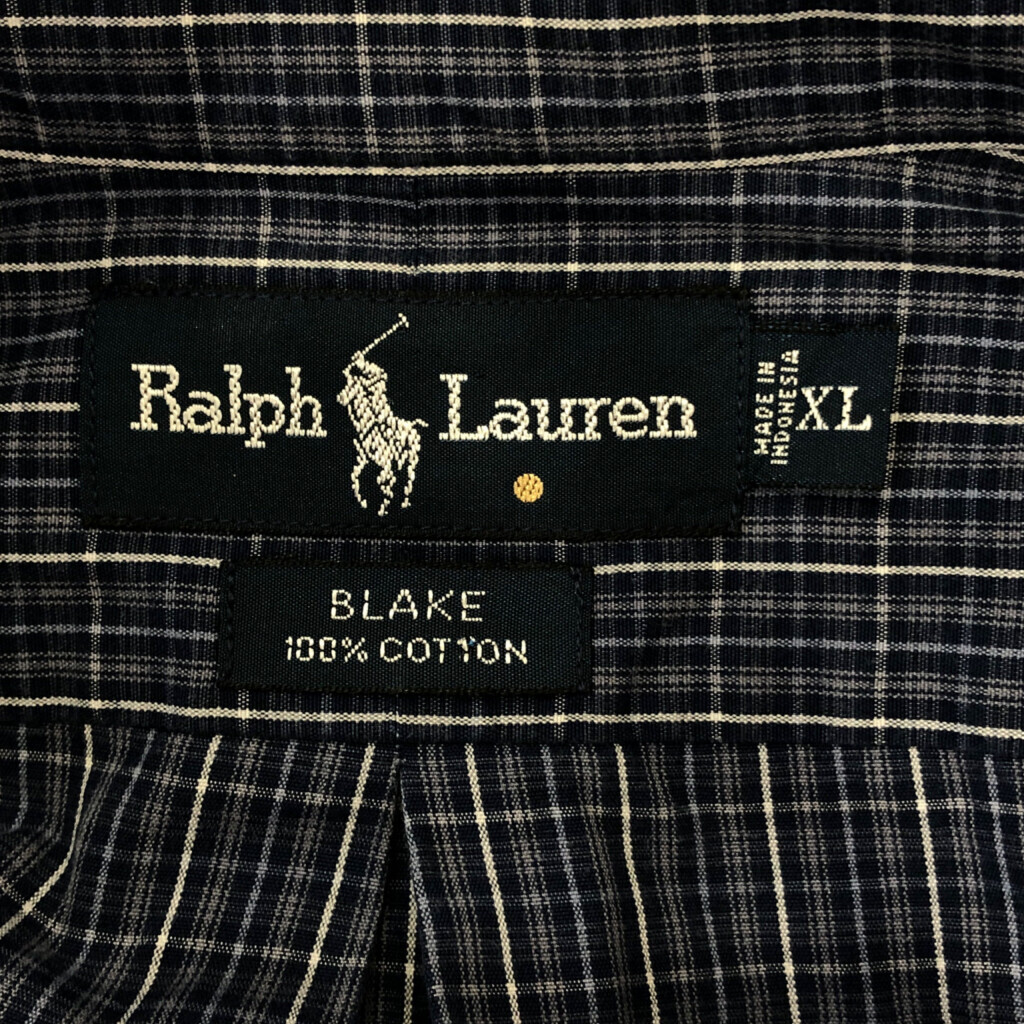 Ralph Lauren
MADE IN
INDONESIA
XL
BLAKE
100% COTTON